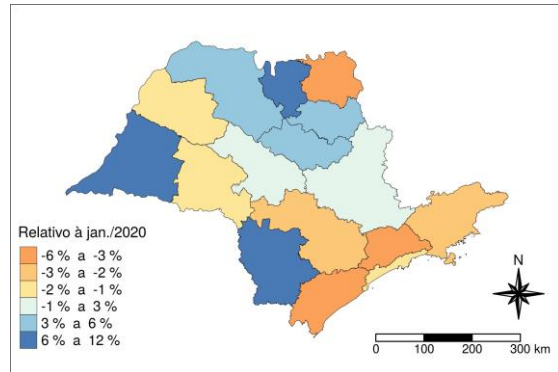 Relativo à jan./2020
-6 % a -3 %
-3 % a -2 %
-2 % a -1 %
-1 % a 3 %
3 % a 6 %
6 % a 12 %
N
0 100 200 300 km